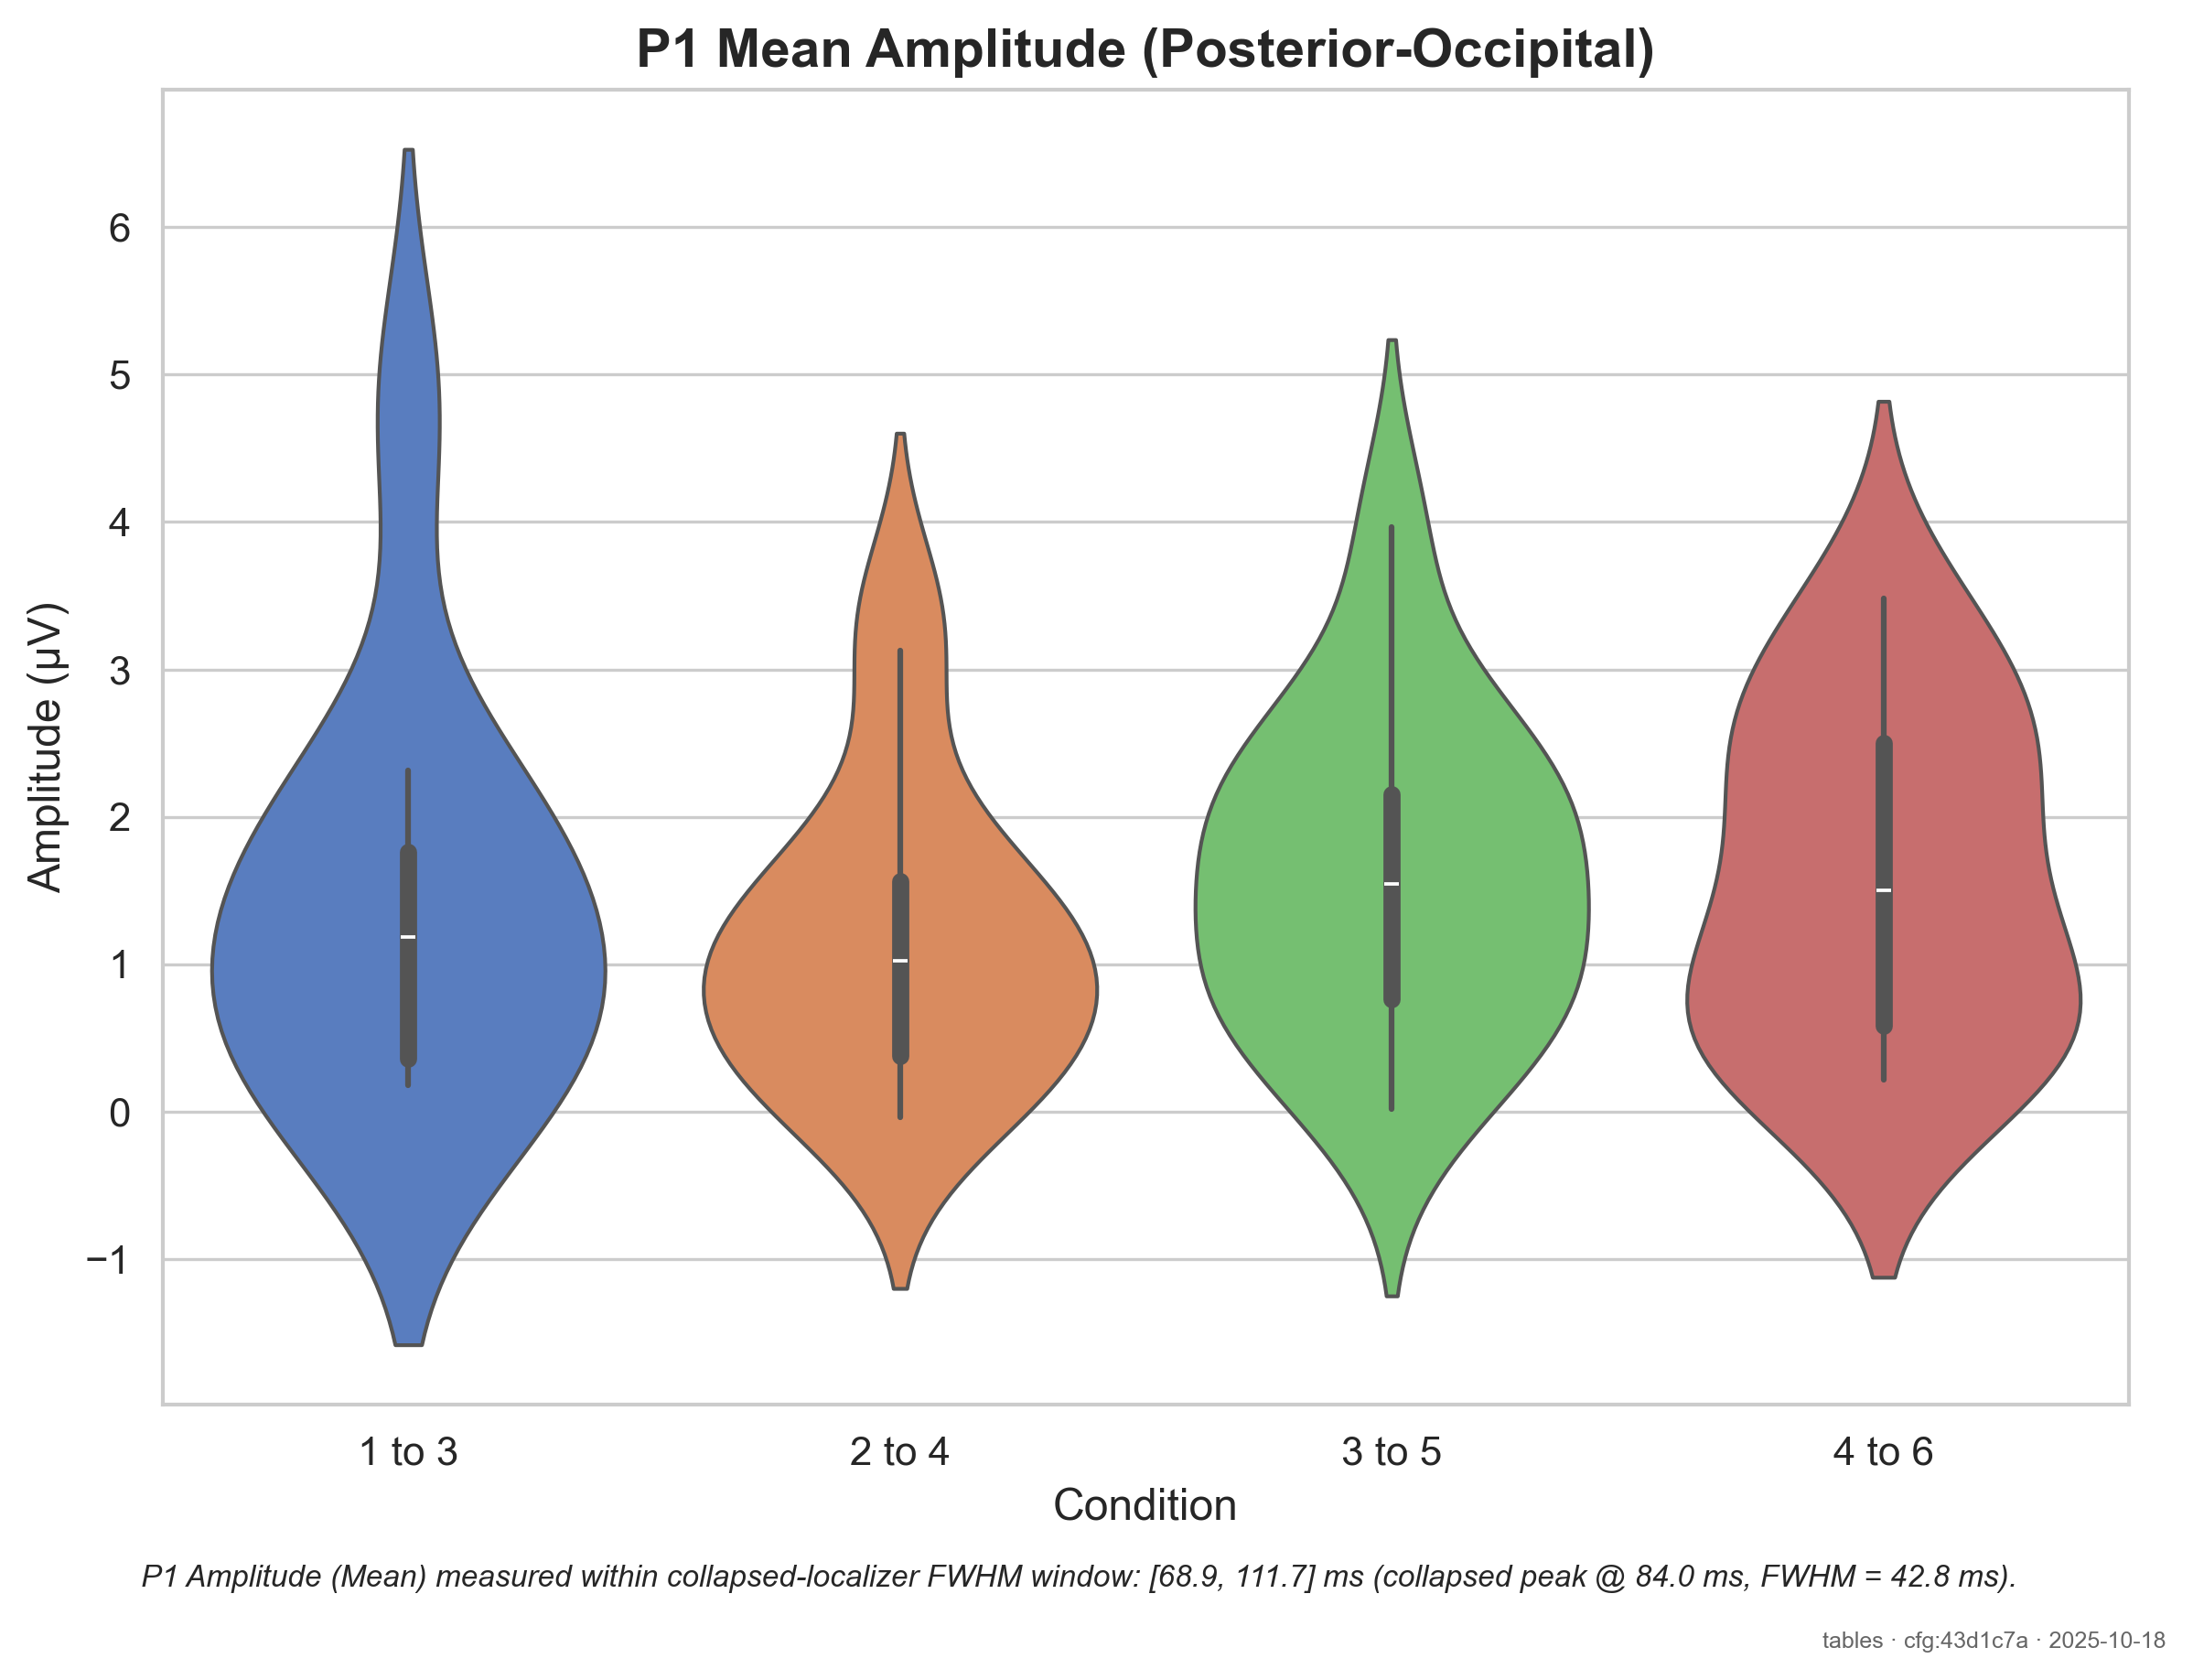 P1 Mean Amplitude (Posterior-Occipital)
Amplitude (μV)
6
5
4
3
2
1
0
−1
1 to 3
2 to 4
3 to 5
4 to 6
Condition
P1 Amplitude (Mean) measured within collapsed-localizer FWHM window: [68.9, 111.7] ms (collapsed peak @ 84.0 ms, FWHM = 42.8 ms).
tables · cfg:43d1c7a · 2025-10-18